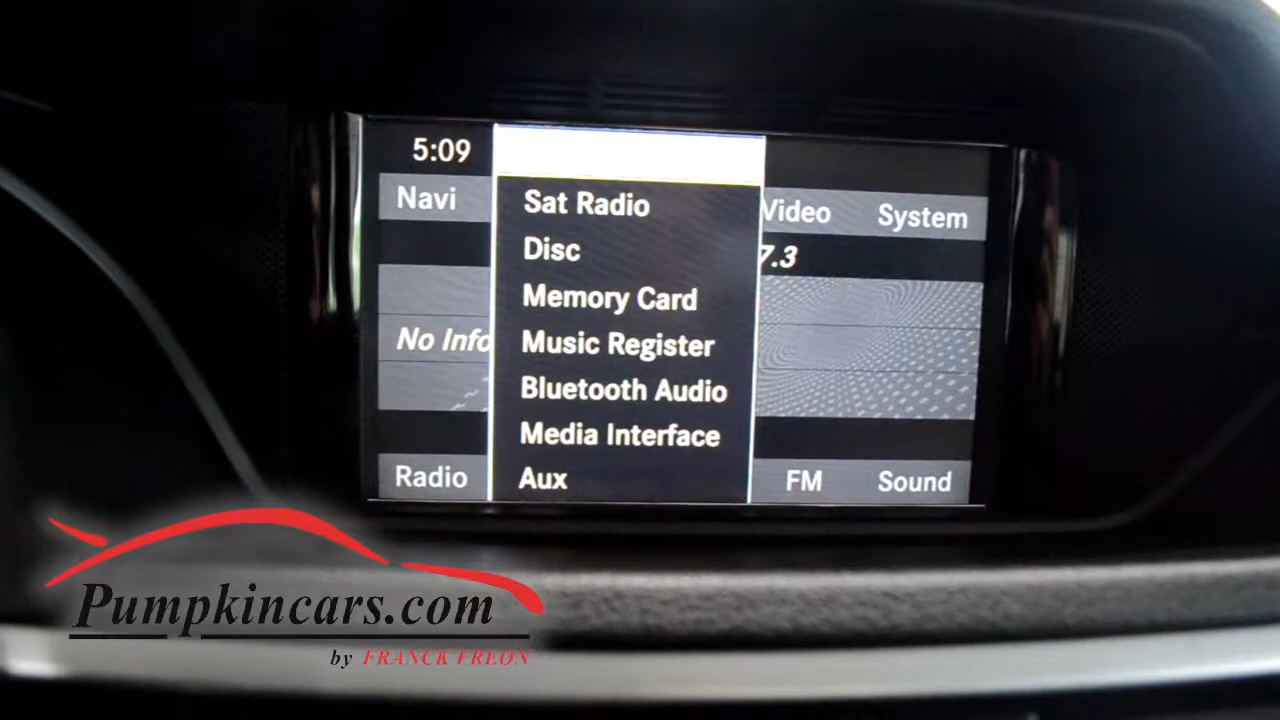 5:09
Navi
Video
System
Sat Radio
7.3
Disc
Memory Card
No Info
Music Register
Bluetooth Audio
Media Interface
Radio
Aux
FM
Sound
Pumpkincars.com
by FRANCK FREON